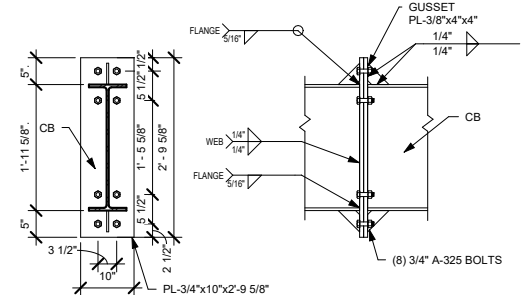 FLANGE
5/16"
GUSSET
PL-3/8"x4"x4"
1/4"
1/4"
5".
2 1/2"
5 1/2"
CB
1'-11 5/8".
1' - 5 5/8"
2' - 9 5/8"
WEB
1/4"
1/4"
CB
FLANGE
5/16"
5"
5 1/2"
3 1/2"
2 1/2"
10"
PL-3/4"x10"x2'-9 5/8"
(8) 3/4" A-325 BOLTS